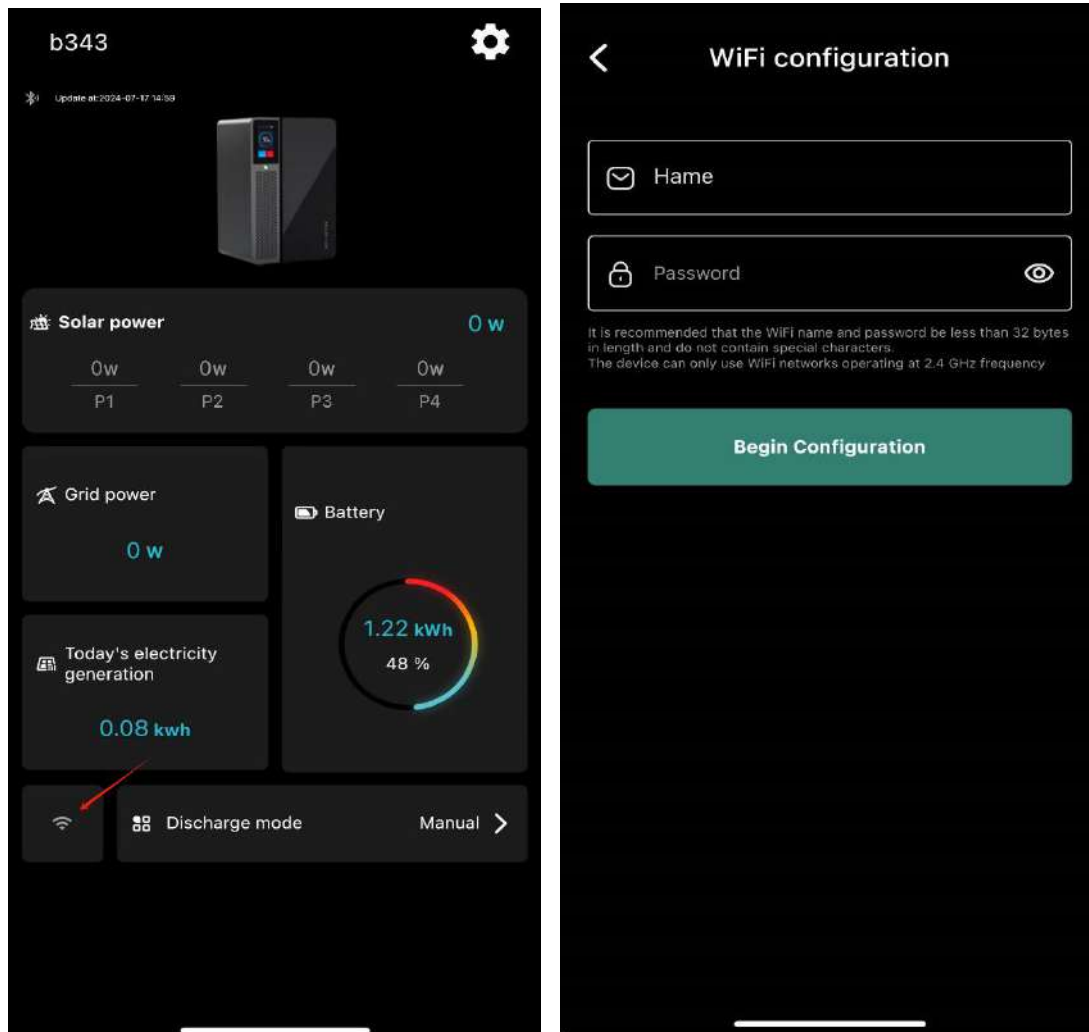 b343
Update at:2024-07-17 14:59
Solar power
0 w
0w 0w 0w 0w
P1 P2 P3 P4
Grid power
0 w
Battery
1.22 kWh
48 %
Today's electricity
generation
0.08 kwh
Discharge mode
Manual
WiFi configuration
Hame
Password
It is recommended that the WiFi name and password be less than 32 bytes
in length and do not contain special characters.
The device can only use WiFi networks operating at 2.4 GHz frequency
Begin Configuration